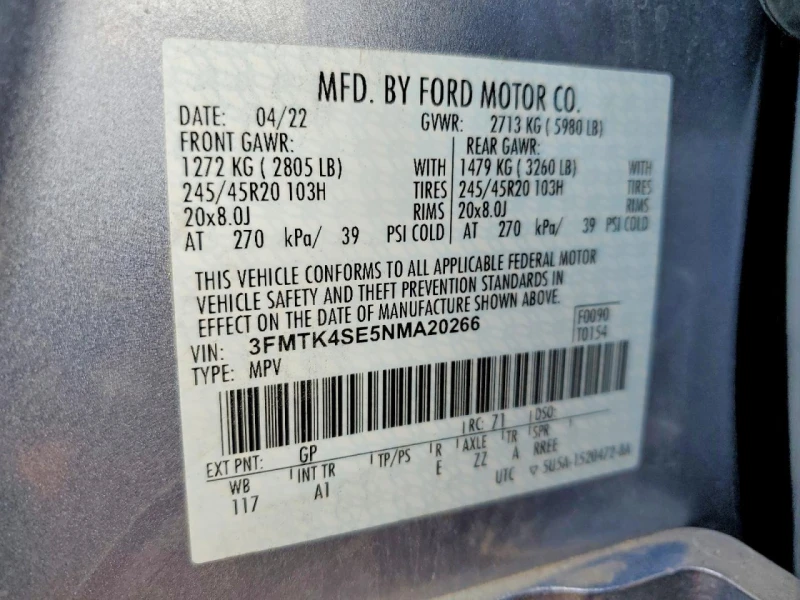 MFD. BY FORD MOTOR CO.
DATE: 04/22 GVWR: 2713 KG ( 5980 LB)
FRONT GAWR: REAR GAWR:
1272 KG ( 2805 LB) WITH 1479 KG ( 3260 LB) WITH
245/45R20 103H TIRES 245/45R20 103H TIRES
20x8.0J RIMS 20x8.0J RIMS
AT 270 kPa/ 39 PSI COLD AT 270 kPa/ 39 PSI COLD
THIS VEHICLE CONFORMS TO ALL APPLICABLE FEDERAL MOTOR
VEHICLE SAFETY AND THEFT PREVENTION STANDARDS IN
EFFECT ON THE DATE OF MANUFACTURE SHOWN ABOVE.
VIN: 3FMTK4SE5NMA20266 F0090
TYPE: MPV T0154
RC: 71 DSO:
EXT PNT: GP
WB INT TR TP/PS R AXLE TR SPR
117 A1 E ZZ A RREE
UTC SU5A-1520472-BA